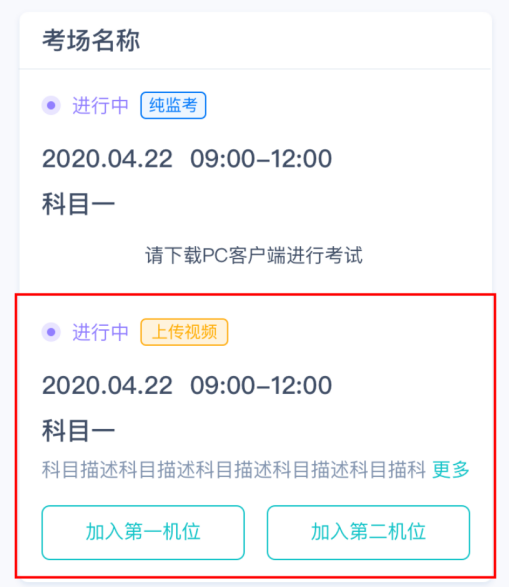 考场名称
进行中 纯监考
2020.04.22 09:00-12:00
科目一
请下载PC客户端进行考试
进行中 上传视频
2020.04.22 09:00-12:00
科目一
科目描述科目描述科目描述科目描述科目描科 更多
加入第一机位 加入第二机位